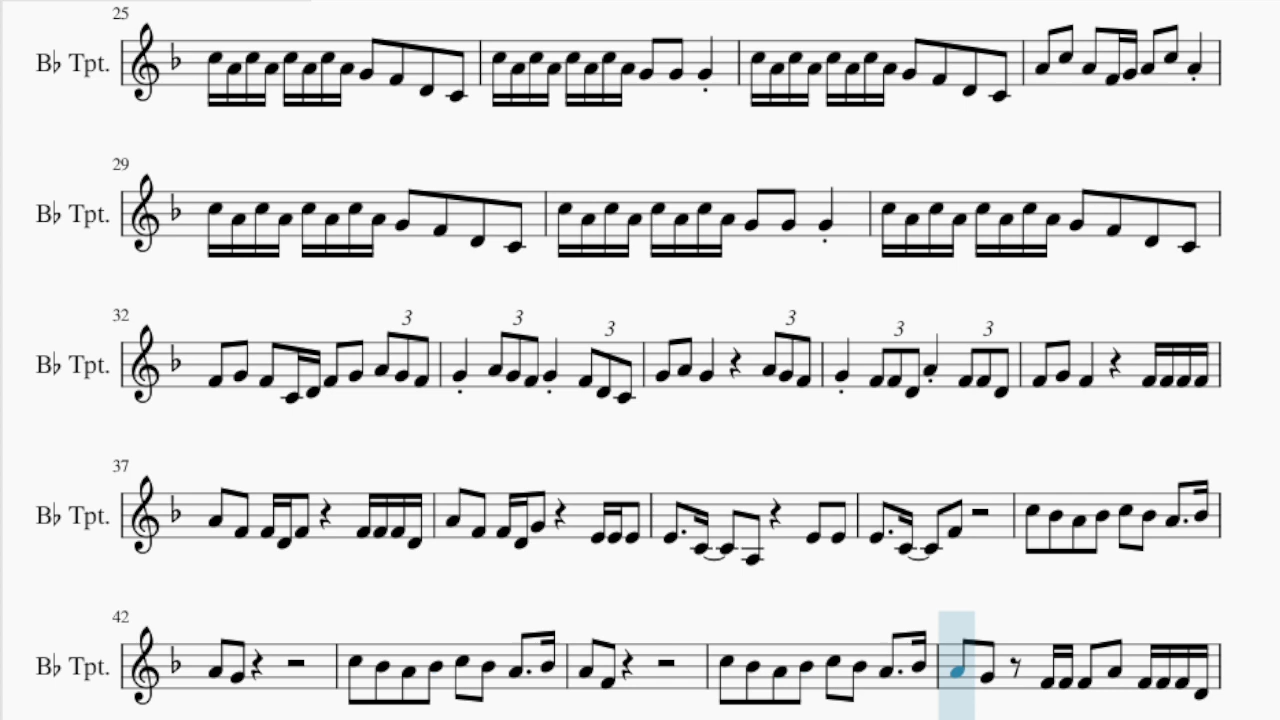 25
B♭ Tpt.
29
B♭ Tpt.
32
3 3 3 3 3 3
B♭ Tpt.
37
B♭ Tpt.
42
B♭ Tpt.